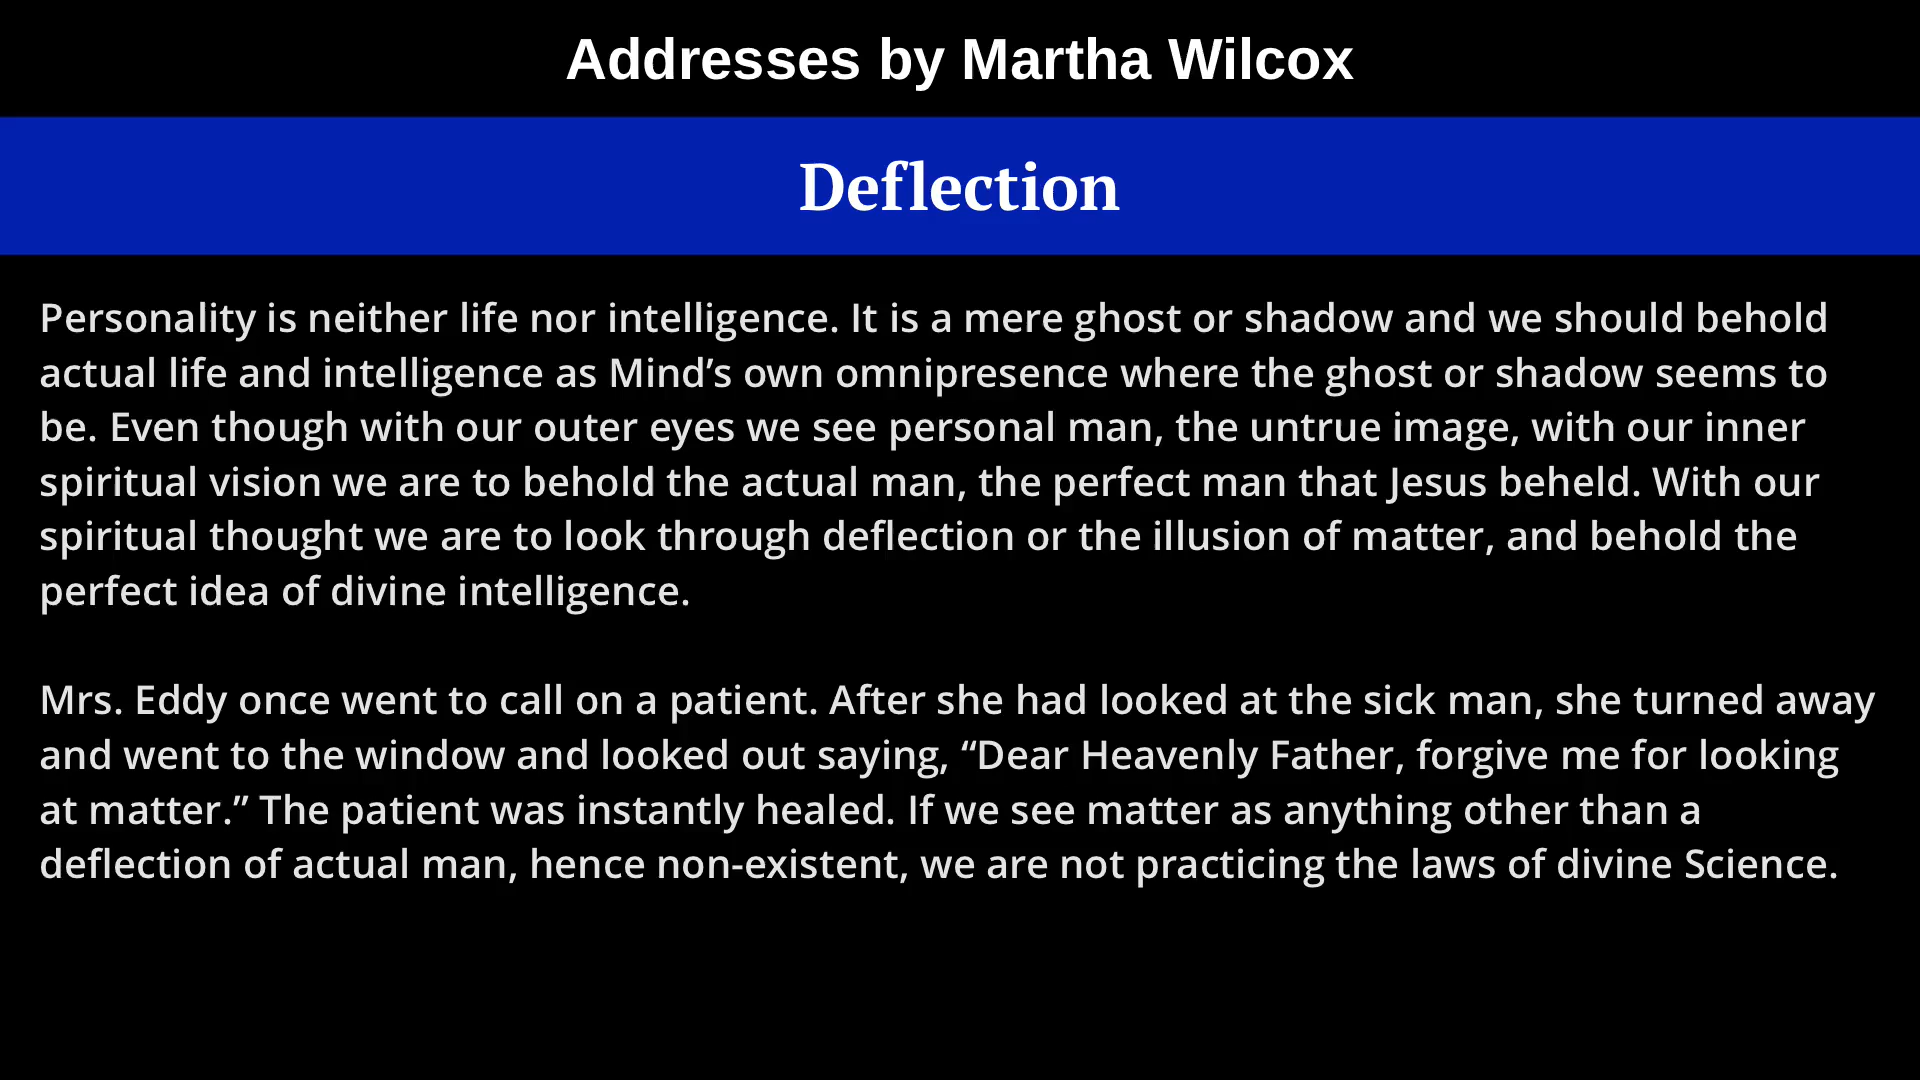 Addresses by Martha Wilcox
Deflection
Personality is neither life nor intelligence. It is a mere ghost or shadow and we should behold
actual life and intelligence as Mind’s own omnipresence where the ghost or shadow seems to
be. Even though with our outer eyes we see personal man, the untrue image, with our inner
spiritual vision we are to behold the actual man, the perfect man that Jesus beheld. With our
spiritual thought we are to look through deflection or the illusion of matter, and behold the
perfect idea of divine intelligence.
Mrs. Eddy once went to call on a patient. After she had looked at the sick man, she turned away
and went to the window and looked out saying, “Dear Heavenly Father, forgive me for looking
at matter.” The patient was instantly healed. If we see matter as anything other than a
deflection of actual man, hence non-existent, we are not practicing the laws of divine Science.